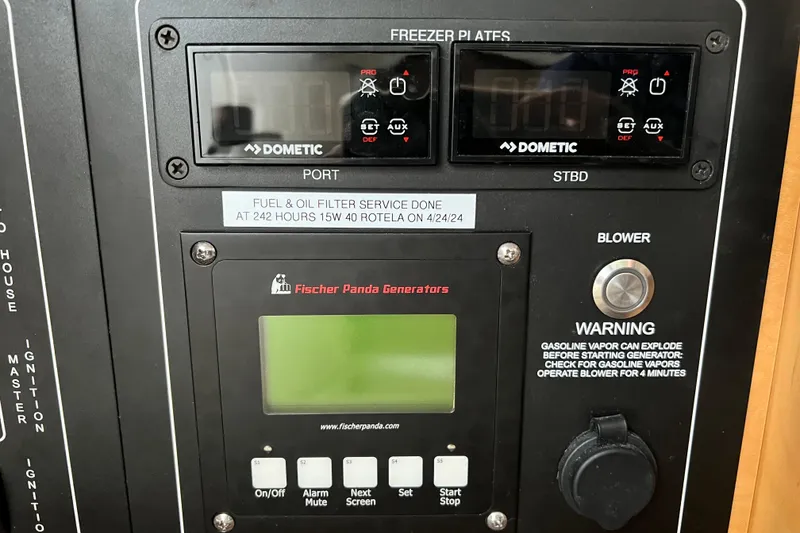 FREEZER PLATES
PRG
SET AUX
DEF
DOMETIC
PORT
PRG
SET AUX
DEF
DOMETIC
STBD
FUEL & OIL FILTER SERVICE DONE
AT 242 HOURS 15W 40 ROTELA ON 4/24/24
BLOWER
WARNING
GASOLINE VAPOR CAN EXPLODE
BEFORE STARTING GENERATOR:
CHECK FOR GASOLINE VAPORS
OPERATE BLOWER FOR 4 MINUTES
Fischer Panda Generators
www.fischerpanda.com
S1 S2 S3 S4 S5
On/Off
Alarm Mute
Next Screen
Set
Start Stop
HOUSE
IGNITION
MASTER